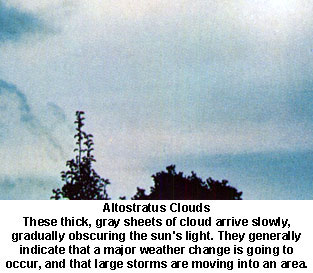 Altostratus Clouds
These thick, gray sheets of cloud arrive slowly,
gradually obscuring the sun's light. They generally
indicate that a major weather change is going to
occur, and that large storms are moving into an area.